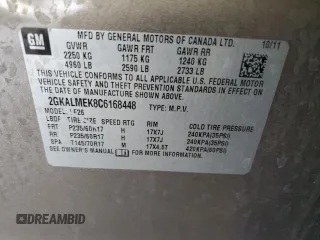 GM
MFD BY GENERAL MOTORS OF CANADA LTD. 10/11
GVWR GAWR FRT GAWR RR
2250 KG 1175 KG 1240 KG
4960 LB 2590 LB 2733 LB
THIS VEHICLE CONFORMS TO ALL APPLICABLE U.S. FEDERAL MOTOR
VEHICLE SAFETY AND THEFT PREVENTION STANDARDS IN EFFECT
ON THE DATE OF MANUFACTURE SHOWN ABOVE.
2GKALMEK8C6168448 TYPE: M.P.V.
MODEL:
TIRE SIZE SPEED RTG RIM COLD TIRE PRESSURE
FRT P235/60R17 H 17X7J 240KPA(35PSI)
RR P235/60R17 H 17X7J 240KPA(35PSI)
SPA T145/70R17 M 17X4.5T 420KPA(60PSI)
SEE OWNER'S MANUAL
DREAMBID